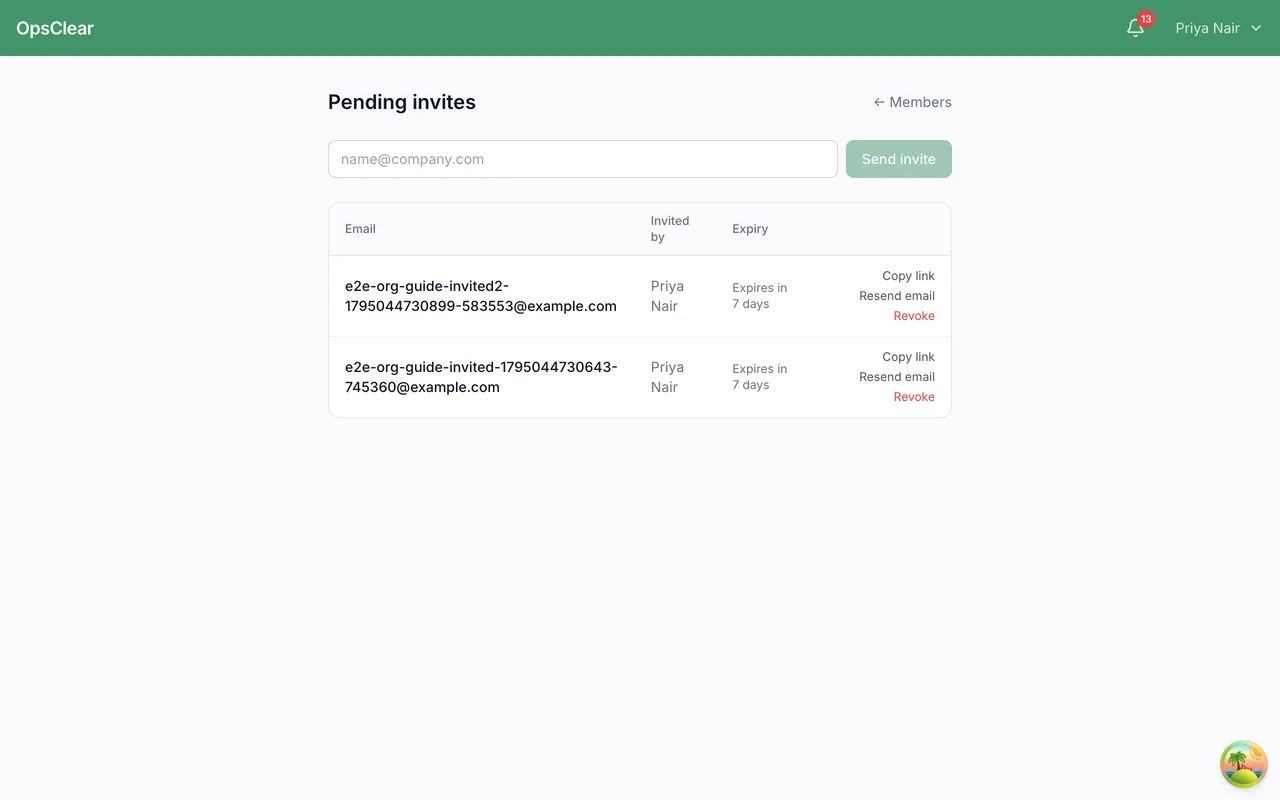 OpsClear
13
Priya Nair
Pending invites
← Members
name@company.com
Send invite
Email
Invited
by
Expiry
e2e-org-guide-invited2-
1795044730899-583553@example.com
Priya
Nair
Expires in
7 days
Copy link
Resend email
Revoke
e2e-org-guide-invited-1795044730643-
745360@example.com
Priya
Nair
Expires in
7 days
Copy link
Resend email
Revoke